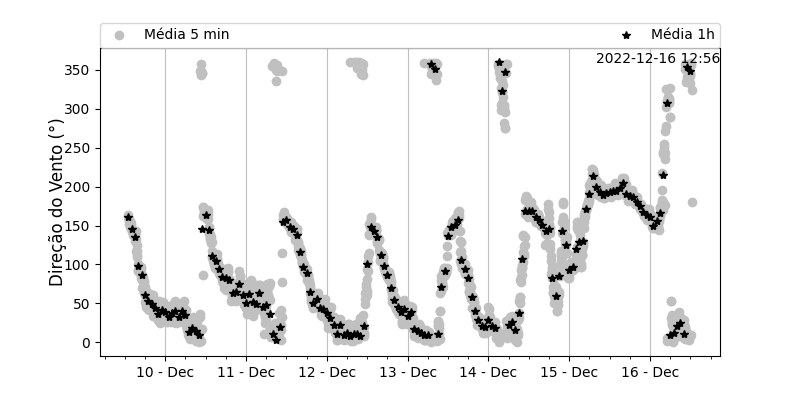 Média 5 min
Média 1h
2022-12-16 12:56
Direção do Vento (°)
350
300
250
200
150
100
50
0
10 - Dec
11 - Dec
12 - Dec
13 - Dec
14 - Dec
15 - Dec
16 - Dec